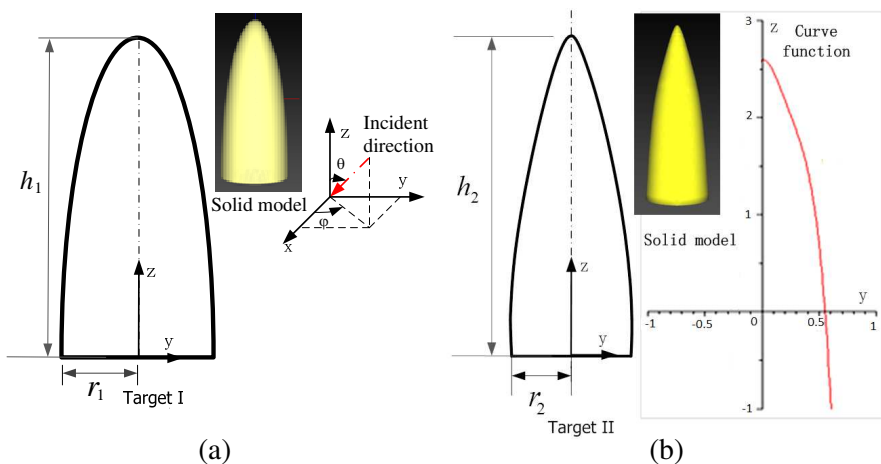 h₁
r₁
Target I
Solid model
z
y
z
θ
Incident
direction
y
φ
x
(a)
h₂
r₂
z
y
Target II
Solid model
Curve
function
z
y
3
2
1
0
-1
-1
-0.5
0.5
1
(b)